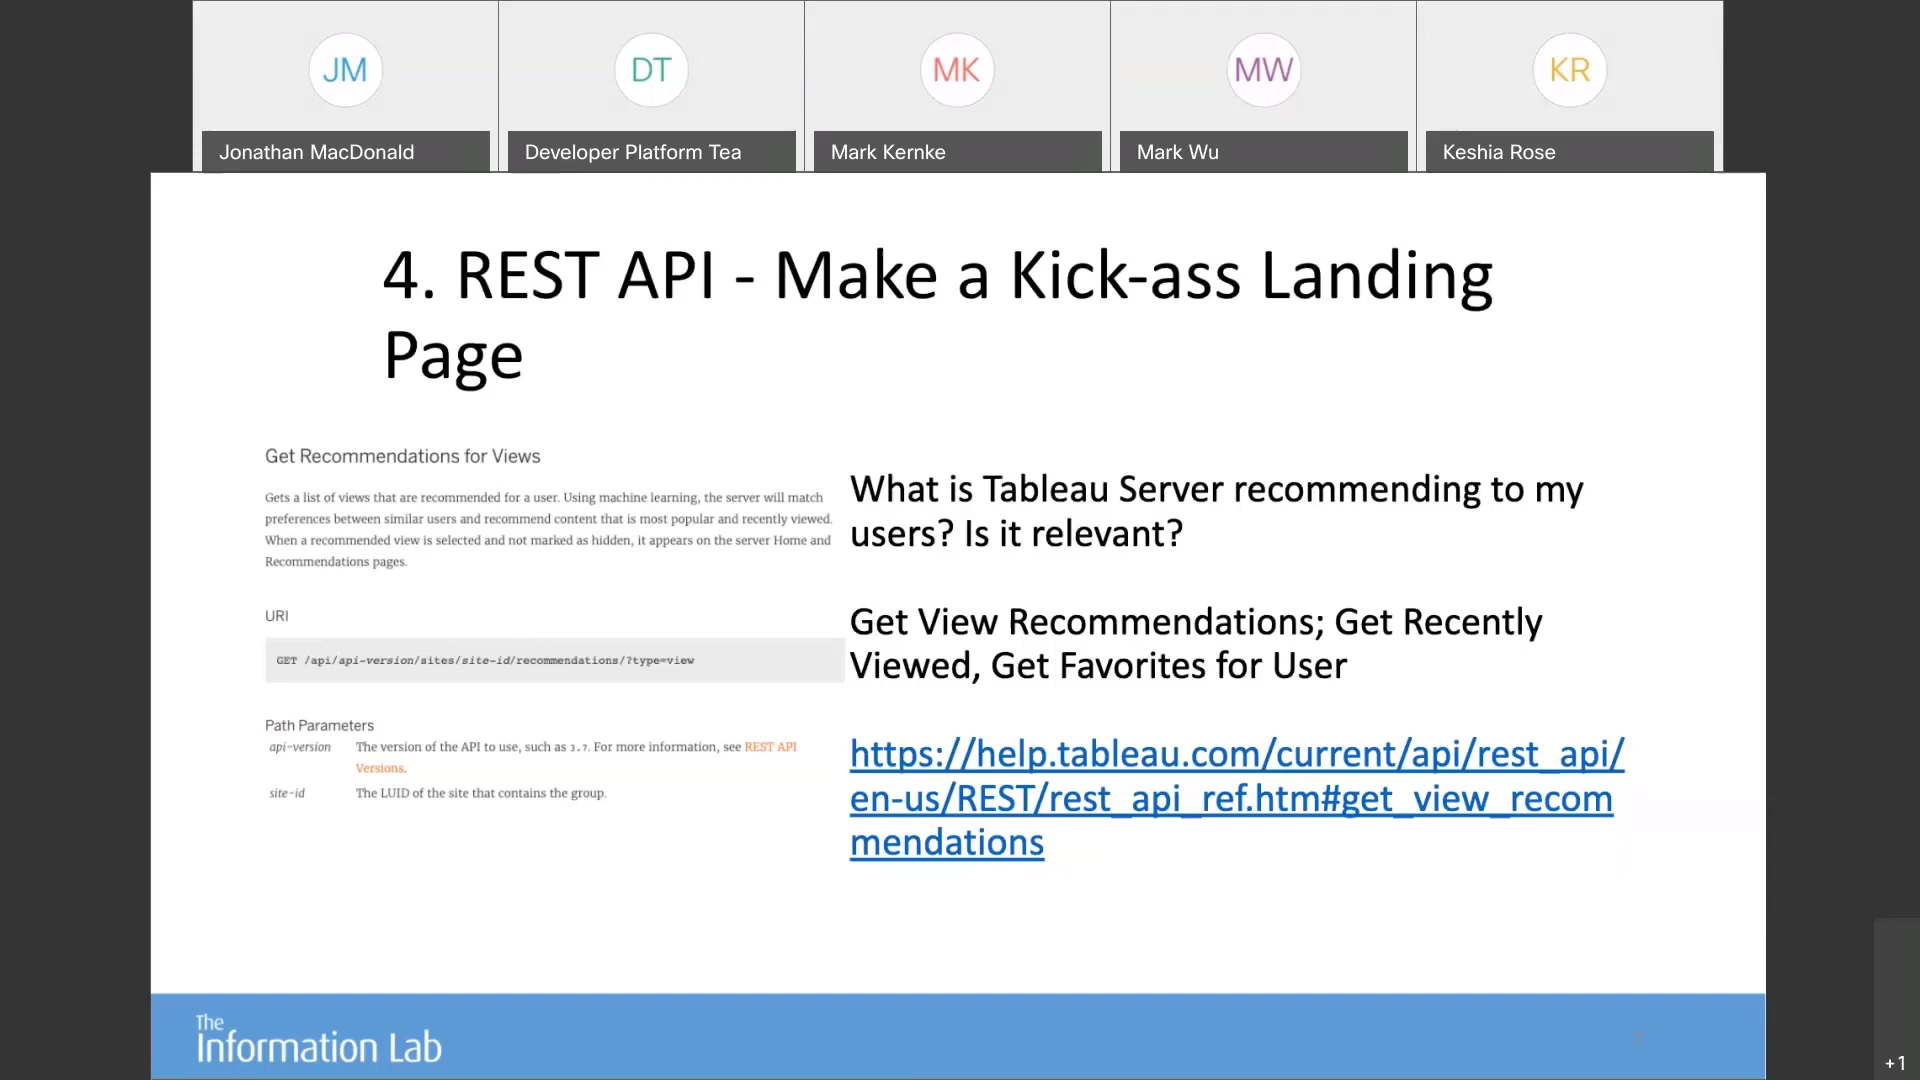 JM
DT
MK
MW
KR
Jonathan MacDonald
Developer Platform Tea
Mark Kernke
Mark Wu
Keshia Rose
4. REST API - Make a Kick-ass Landing
Page
Get Recommendations for Views
Gets a list of views that are recommended for a user. Using machine learning, the server will match
preferences between similar users and recommend content that is most popular and recently viewed.
When a recommended view is selected and not marked as hidden, it appears on the server Home and
Recommendations pages.
URI
GET /api/api-version/sites/site-id/recommendations/?type=view
Path Parameters
api-version The version of the API to use, such as 3.7. For more information, see REST API
Versions.
site-id The LUID of the site that contains the group.
What is Tableau Server recommending to my
users? Is it relevant?
Get View Recommendations; Get Recently
Viewed, Get Favorites for User
https://help.tableau.com/current/api/rest_api/
en-us/REST/rest_api_ref.htm#get_view_recom
mendations
The
Information Lab
+1